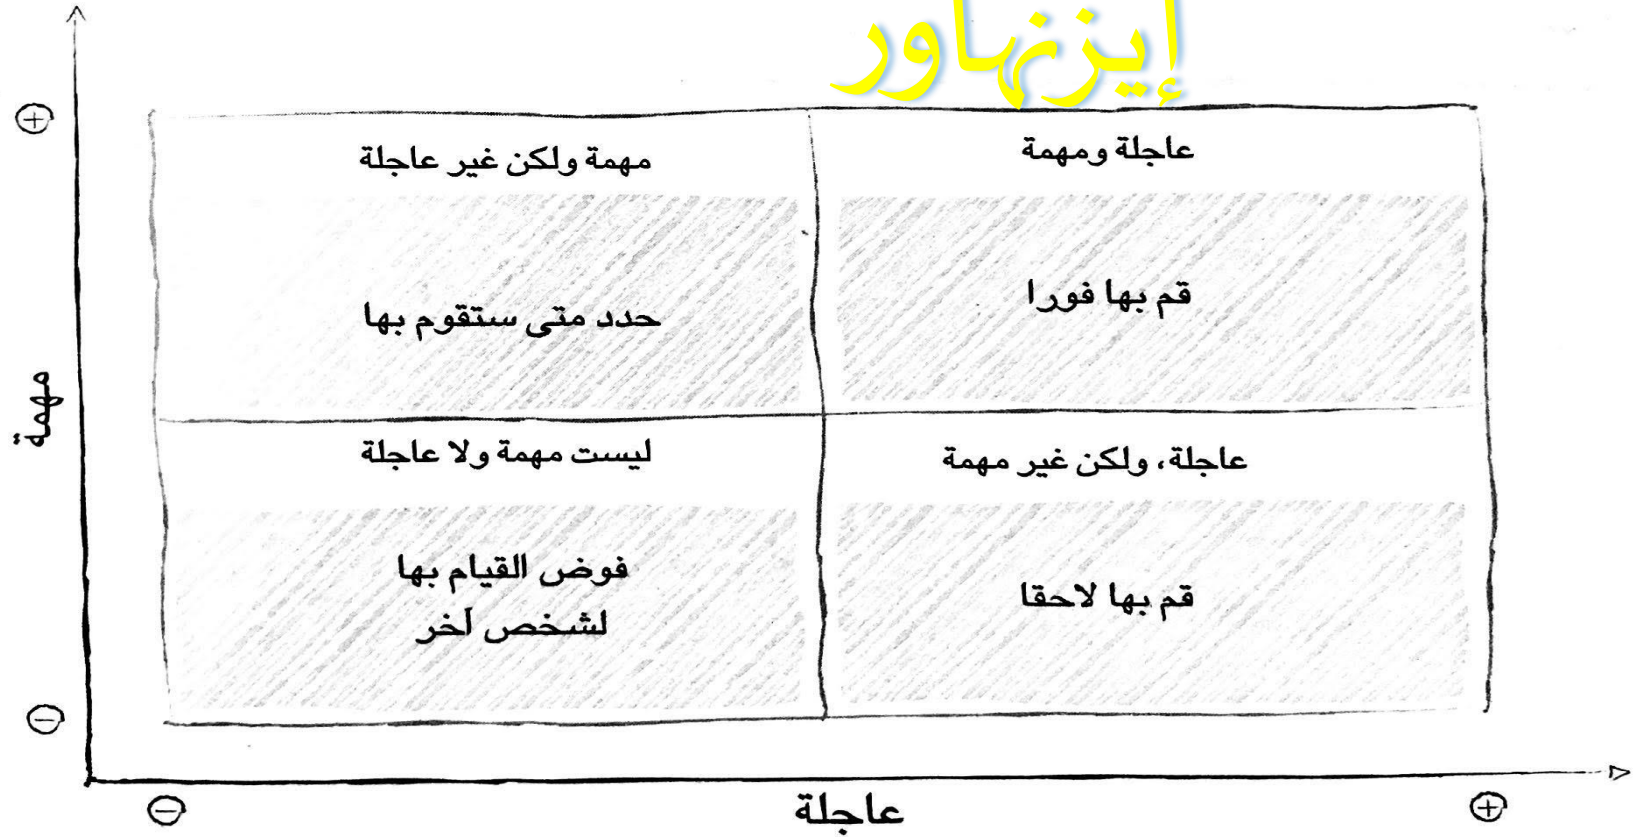 إيزنهاور
عاجلة ومهمة
مهمة ولكن غير عاجلة
قم بها فورا
حدد متى ستقوم بها
مهمة
عاجلة، ولكن غير مهمة
ليست مهمة ولا عاجلة
قم بها لاحقا
فوض القيام بها
لشخص آخر
عاجلة